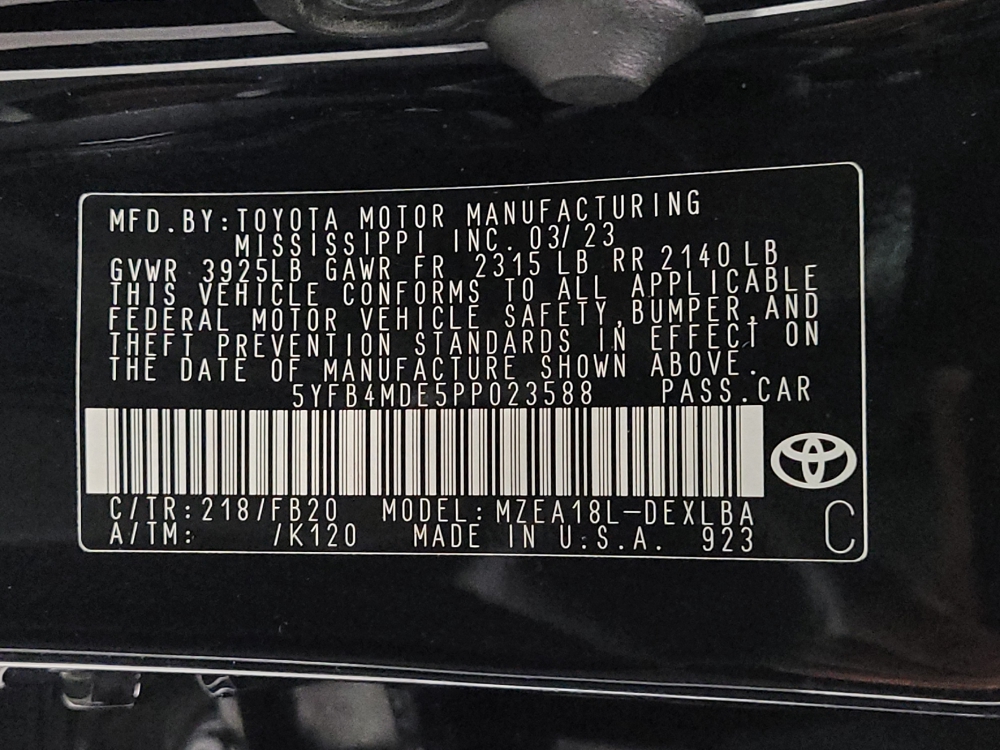 MFD.BY:TOYOTA MOTOR MANUFACTURING
MISSISSIPPI INC. 03/23
GVWR 3925LB GAWR FR 2315 LB RR 2140 LB
THIS VEHICLE CONFORMS TO ALL APPLICABLE
FEDERAL MOTOR VEHICLE SAFETY,BUMPER,AND
THEFT PREVENTION STANDARDS IN EFFECT ON
THE DATE OF MANUFACTURE SHOWN ABOVE.
5YFB4MDE5PP023588 PASS.CAR
C/TR:218/FB20 MODEL:MZEA18L-DEXLBA
A/TM: /K120 MADE IN U.S.A. 923 C